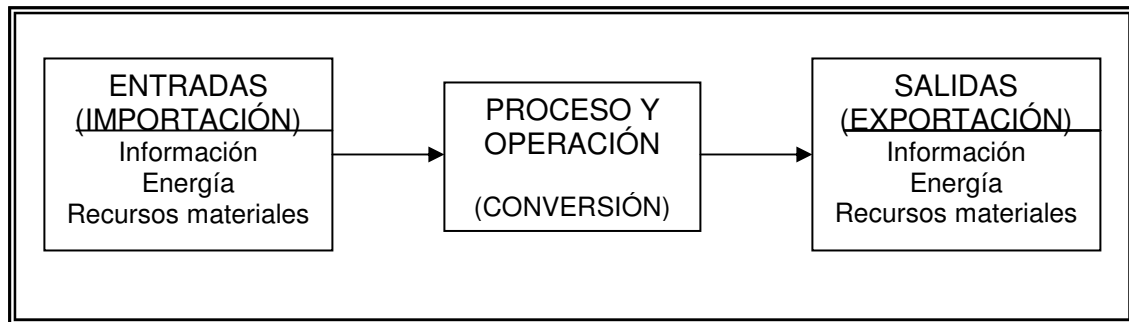 ENTRADAS
(IMPORTACIÓN)
Información
Energía
Recursos materiales
PROCESO Y
OPERACIÓN
(CONVERSIÓN)
SALIDAS
(EXPORTACIÓN)
Información
Energía
Recursos materiales